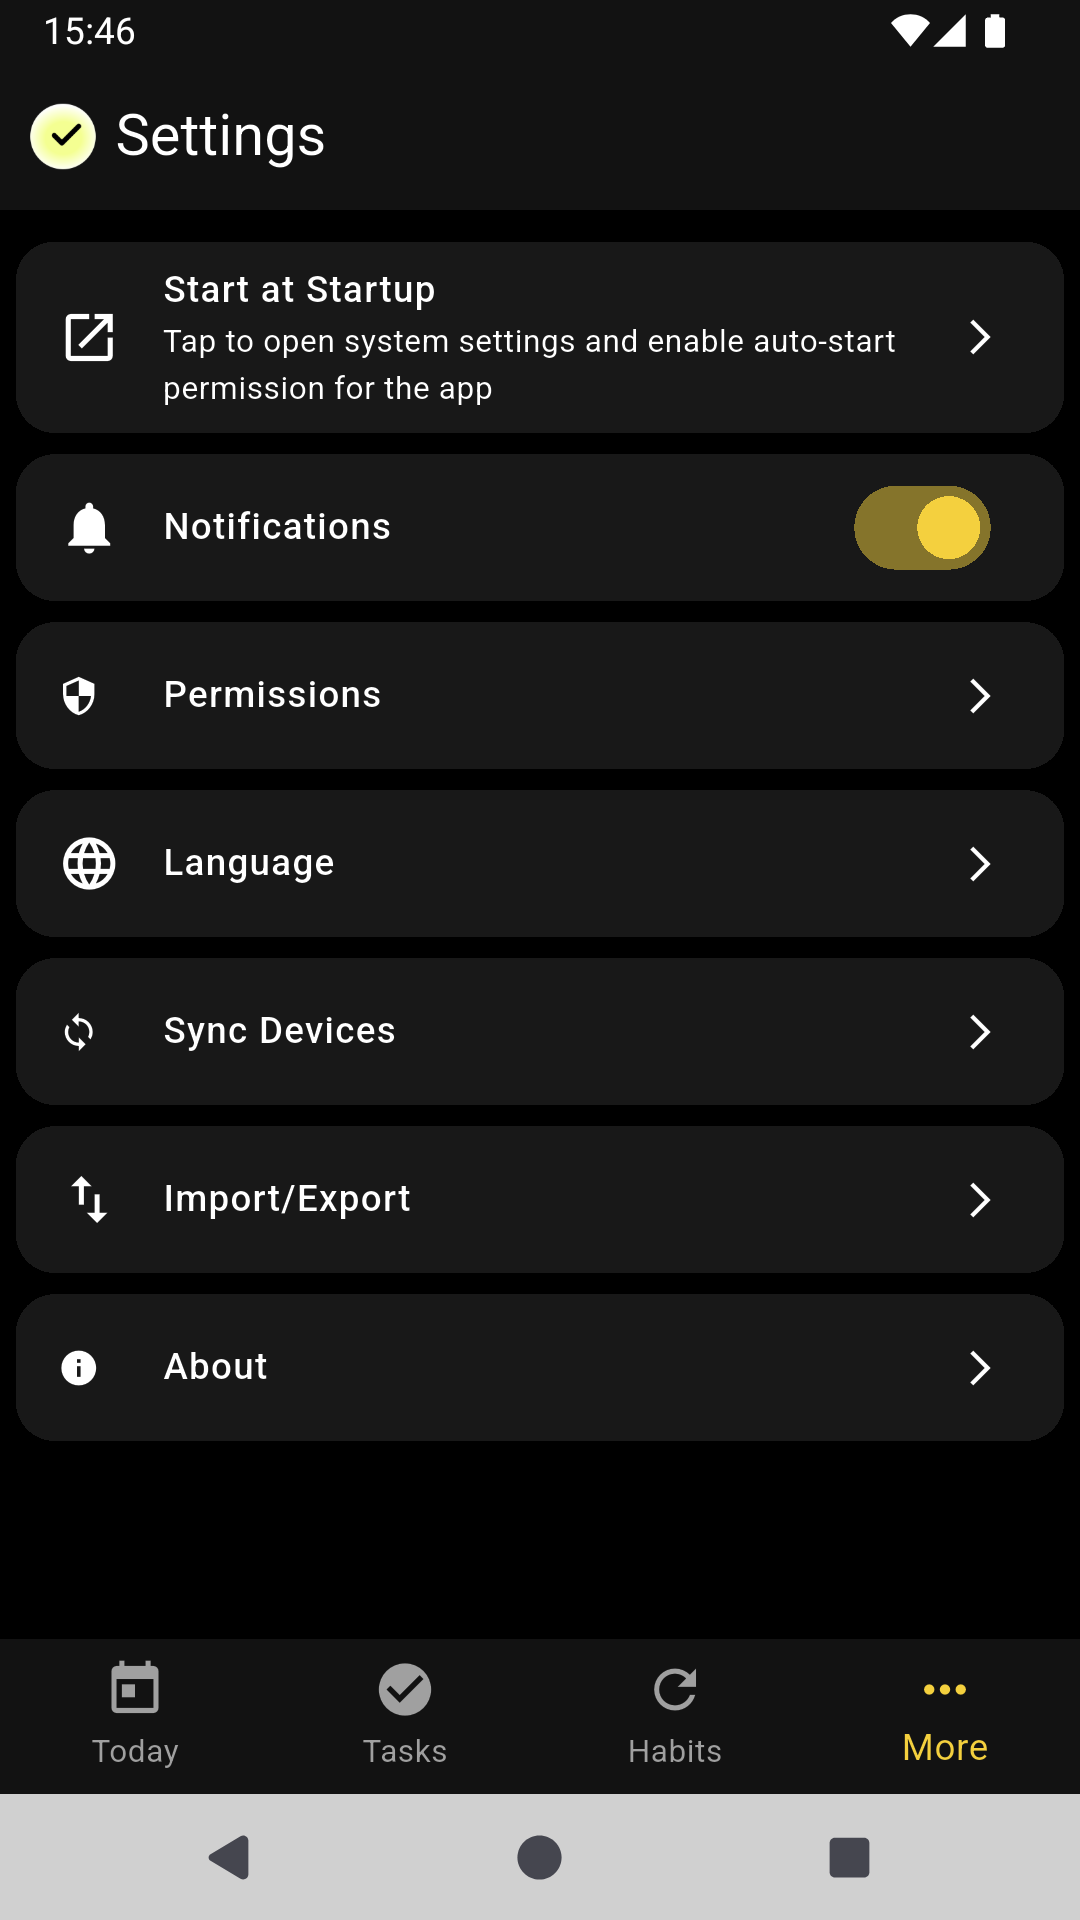 15:46
Settings
Start at Startup
Tap to open system settings and enable auto-start
permission for the app
Notifications
Permissions
Language
Sync Devices
Import/Export
About
Today
Tasks
Habits
More